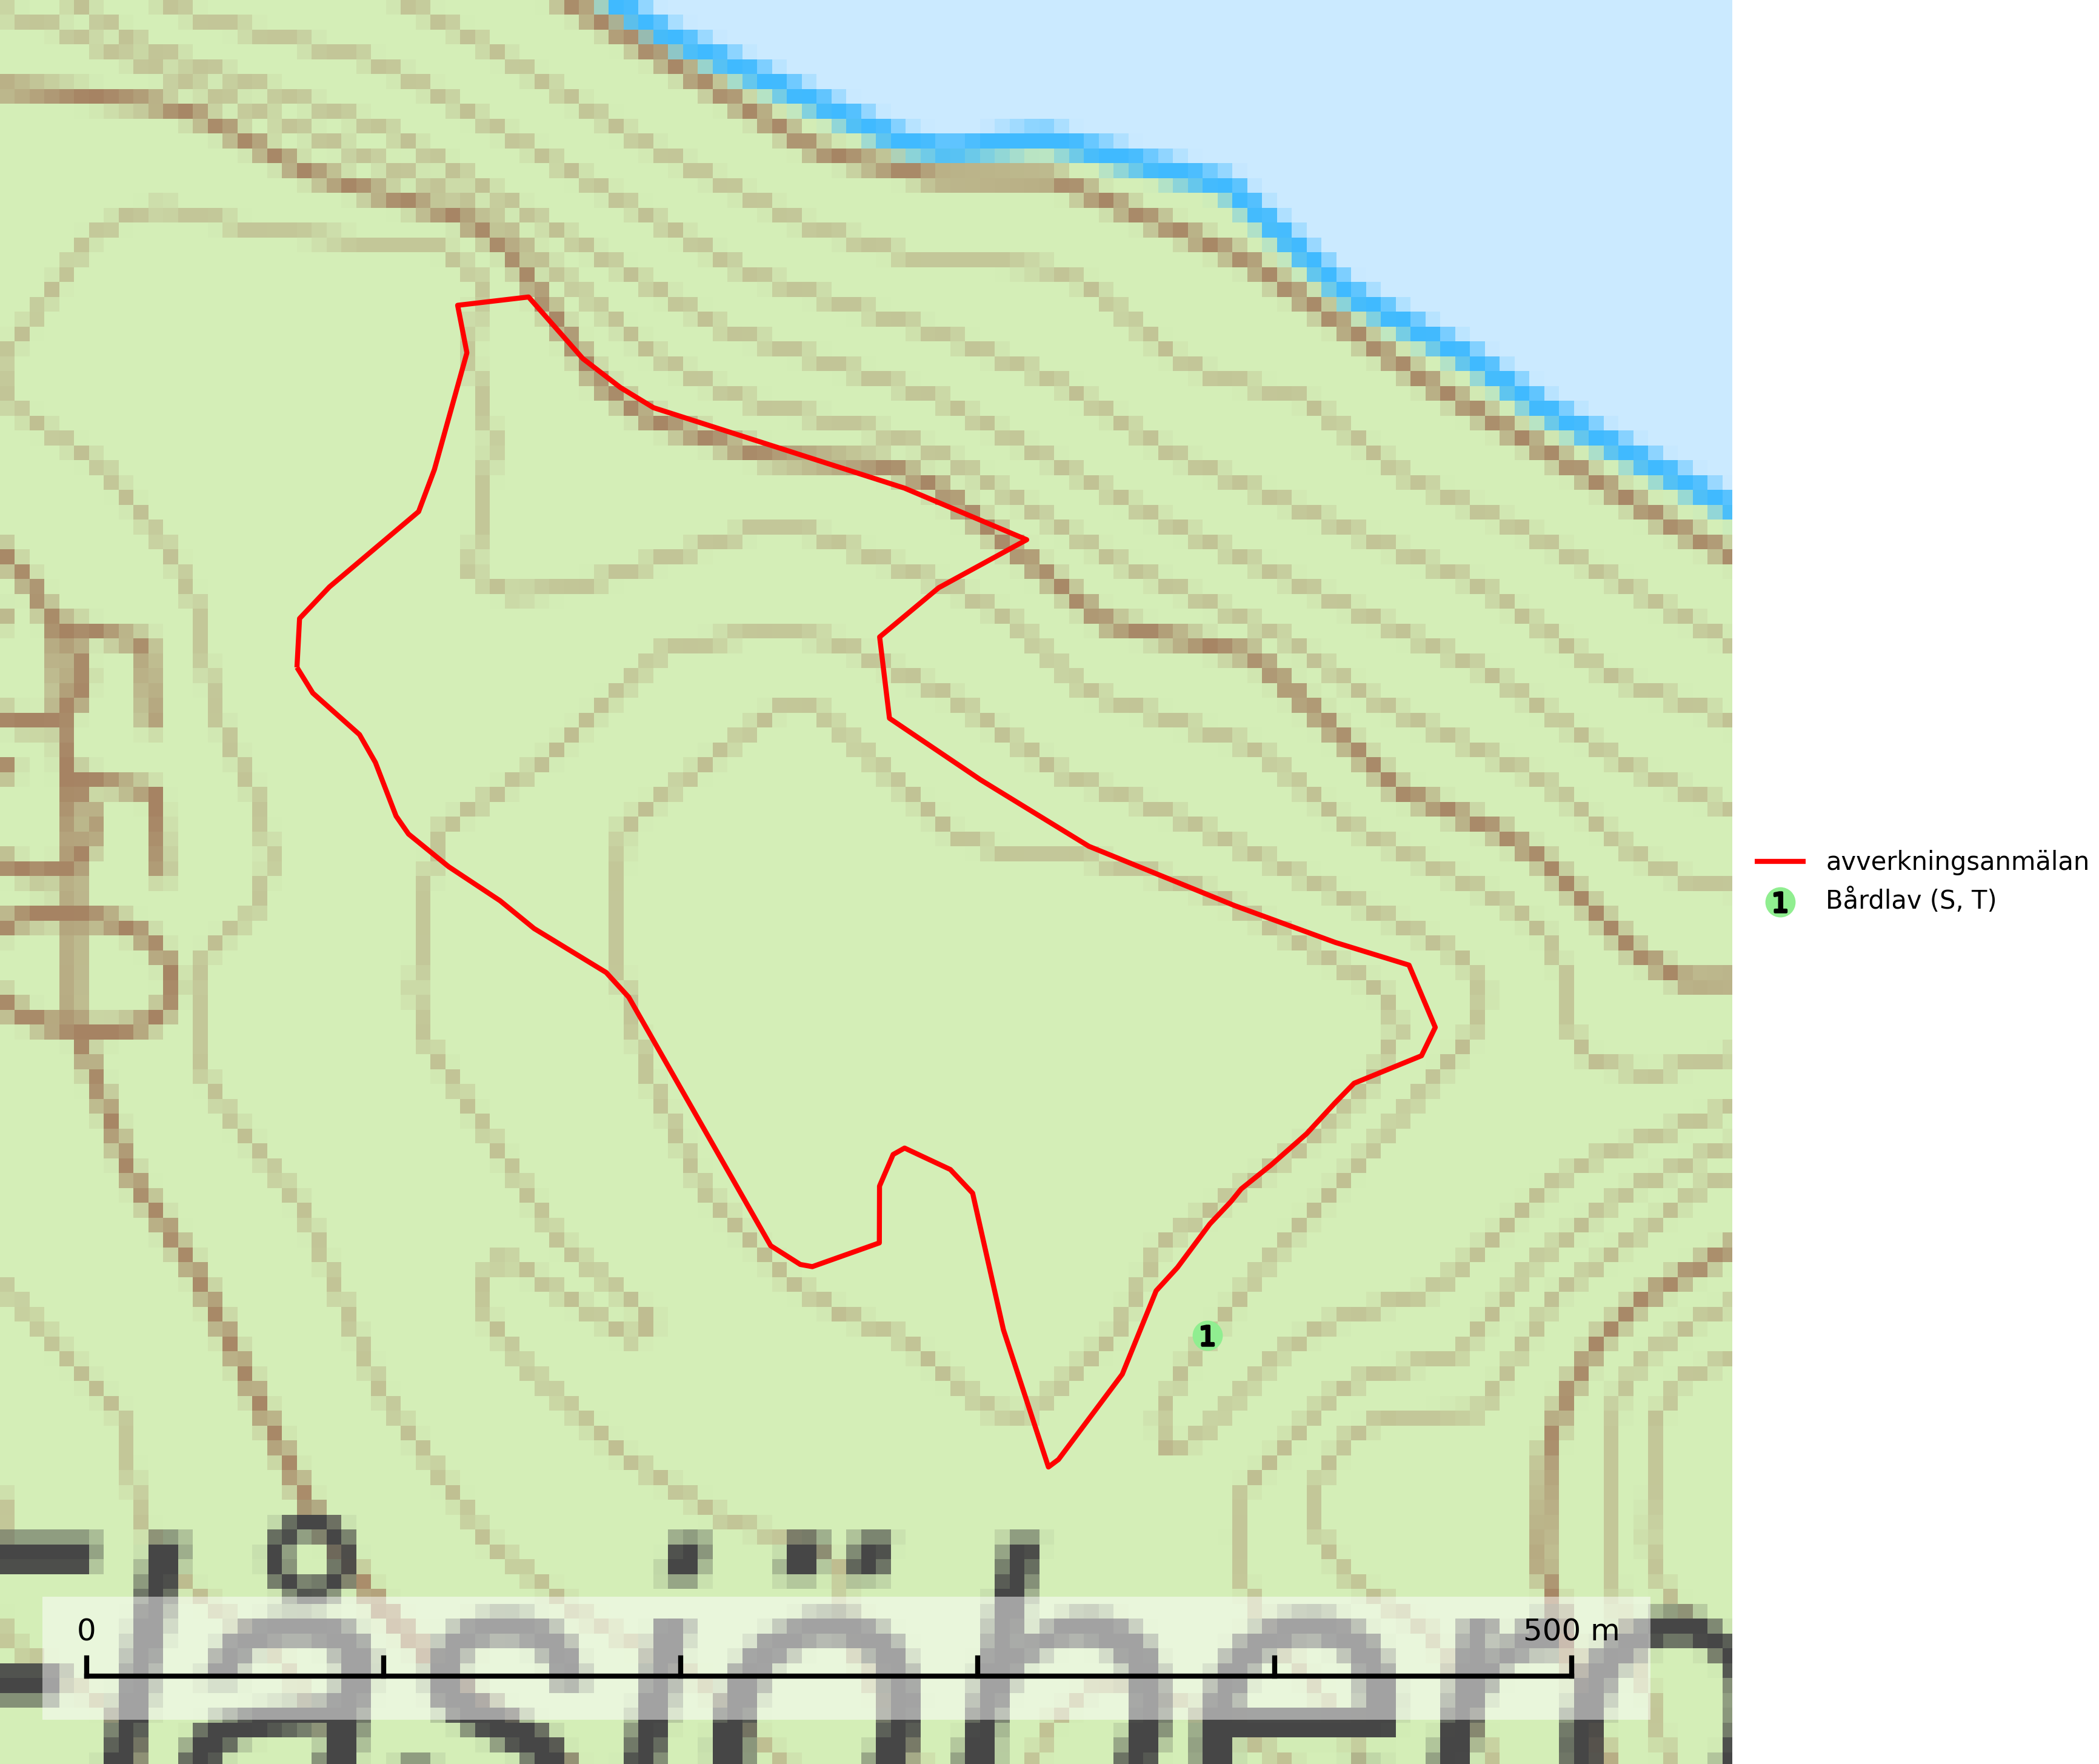 avverkningsanmälan
1 Bårdlav (S, T)
1
0 500 m